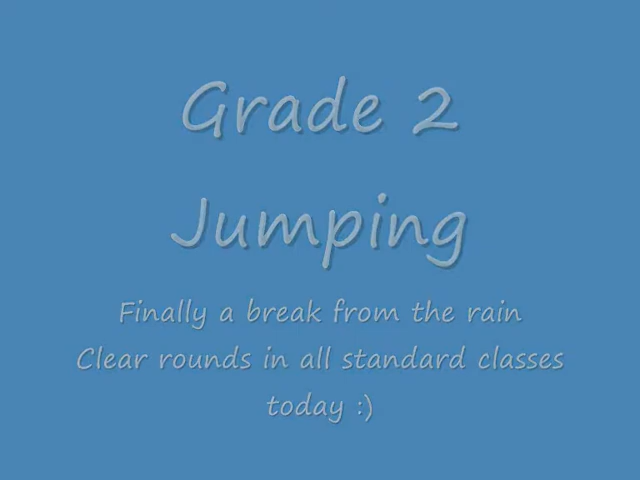 Grade 2
Jumping
Finally a break from the rain
Clear rounds in all standard classes
today :)